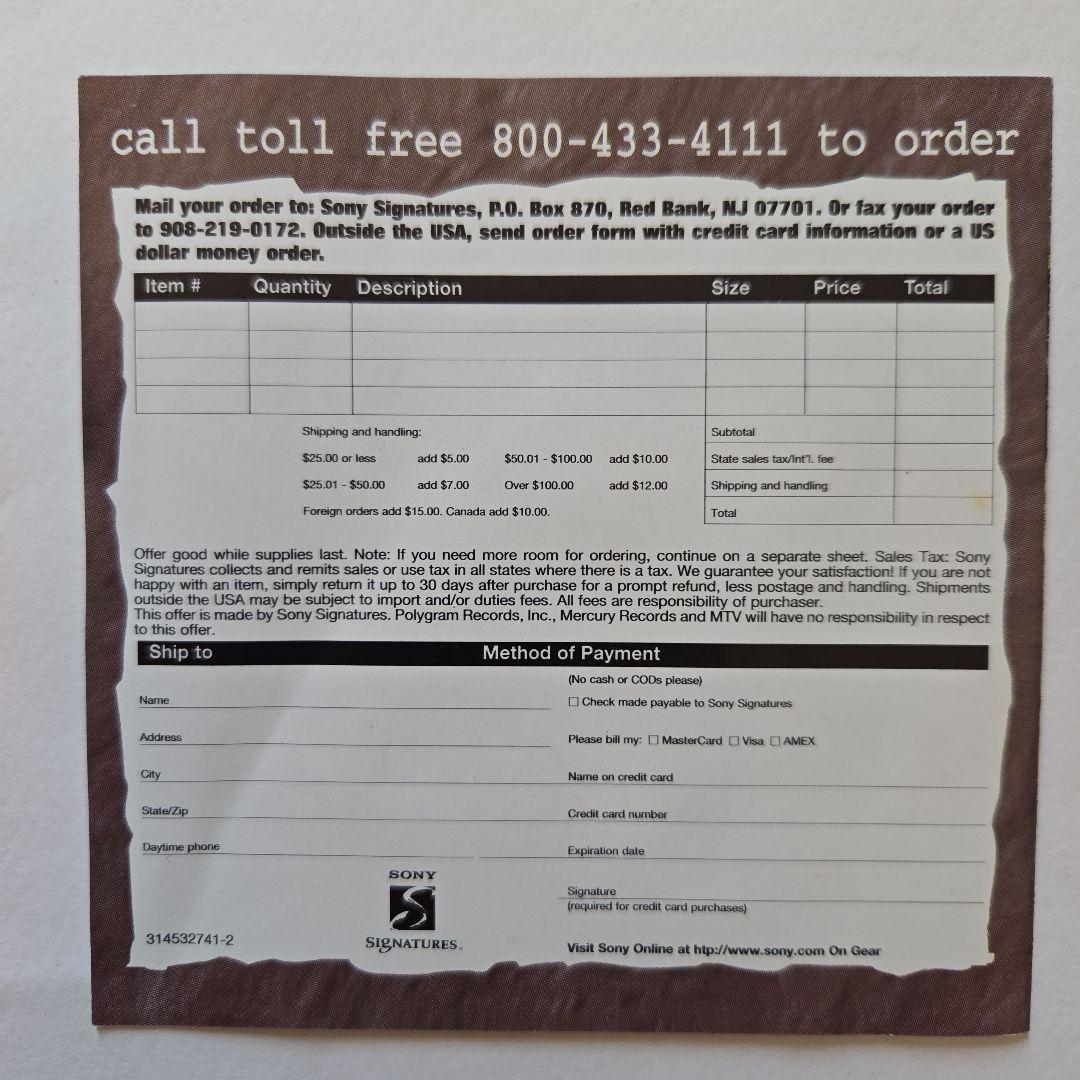 call toll free 800-433-4111 to order
Mail your order to: Sony Signatures, P.O. Box 870, Red Bank, NJ 07701. Or fax your order
to 908-219-0172. Outside the USA, send order form with credit card information or a US
dollar money order.
Item # Quantity Description Size Price Total
Shipping and handling: Subtotal
$25.00 or less add $5.00 $50.01 - $100.00 add $10.00 State sales tax/Int'l. fee
$25.01 - $50.00 add $7.00 Over $100.00 add $12.00 Shipping and handling
Foreign orders add $15.00. Canada add $10.00. Total
Offer good while supplies last. Note: If you need more room for ordering, continue on a separate sheet. Sales Tax: Sony
Signatures collects and remits sales or use tax in all states where there is a tax. We guarantee your satisfaction! If you are not
happy with an item, simply return it up to 30 days after purchase for a prompt refund, less postage and handling. Shipments
outside the USA may be subject to import and/or duties fees. All fees are responsibility of purchaser.
This offer is made by Sony Signatures. Polygram Records, Inc., Mercury Records and MTV will have no responsibility in respect
to this offer.
Ship to Method of Payment
(No cash or CODs please)
Name
Check made payable to Sony Signatures
Address
Please bill my: MasterCard Visa AMEX
City
Name on credit card
State/Zip
Credit card number
Daytime phone
Expiration date
SONY
SIGNATURES
Signature
(required for credit card purchases)
314532741-2
Visit Sony Online at htp://www.sony.com On Gear